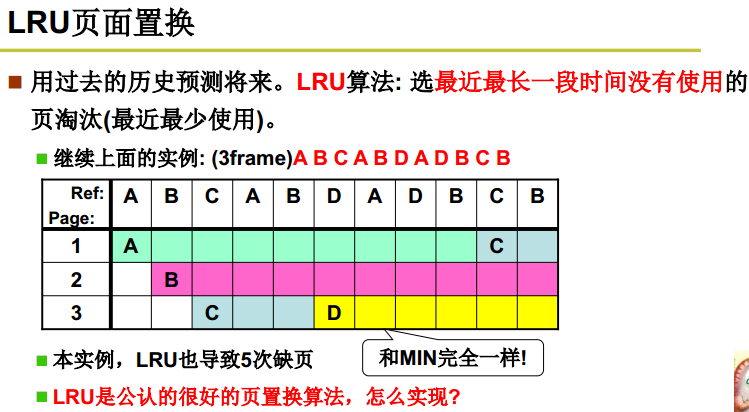 LRU页面置换
用过去的历史预测将来。LRU算法: 选最近最长一段时间没有使用的
页淘汰(最近最少使用)。
继续上面的实例: (3frame)A B C A B D A D B C B
Ref: A B C A B D A D B C B
Page:
1 A C
2 B
3 C D
本实例，LRU也导致5次缺页
和MIN完全一样!
LRU是公认的很好的页置换算法，怎么实现?